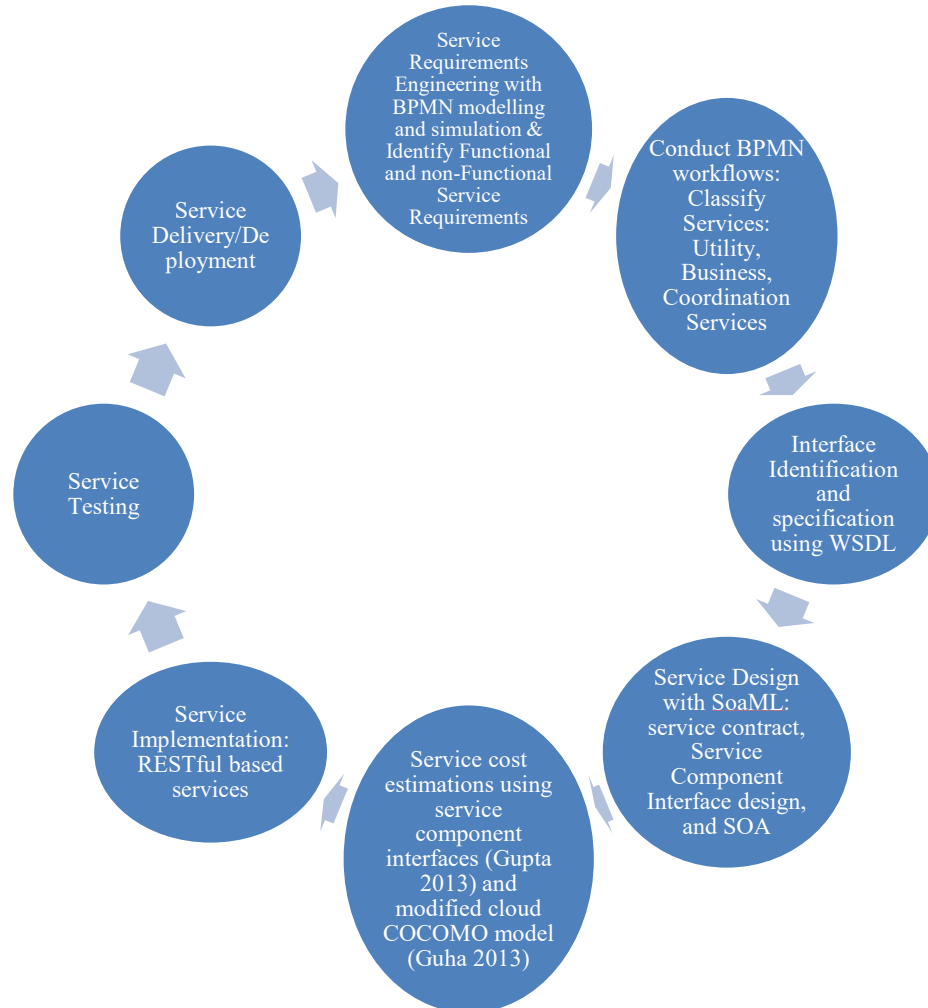 Service
Requirements
Engineering with
BPMN modelling
and simulation &
Identify Functional
and non-Functional
Service
Requirements
Conduct BPMN
workflows:
Classify
Services:
Utility,
Business,
Coordination
Services
Interface
Identification
and
specification
using WSDL
Service Design
with SoaML:
service contract,
Service
Component
Interface design,
and SOA
Service cost
estimations using
service
component
interfaces (Gupta
2013) and
modified cloud
COCOMO model
(Guha 2013)
Service
Implementation:
RESTful based
services
Service
Testing
Service
Delivery/De
ployment